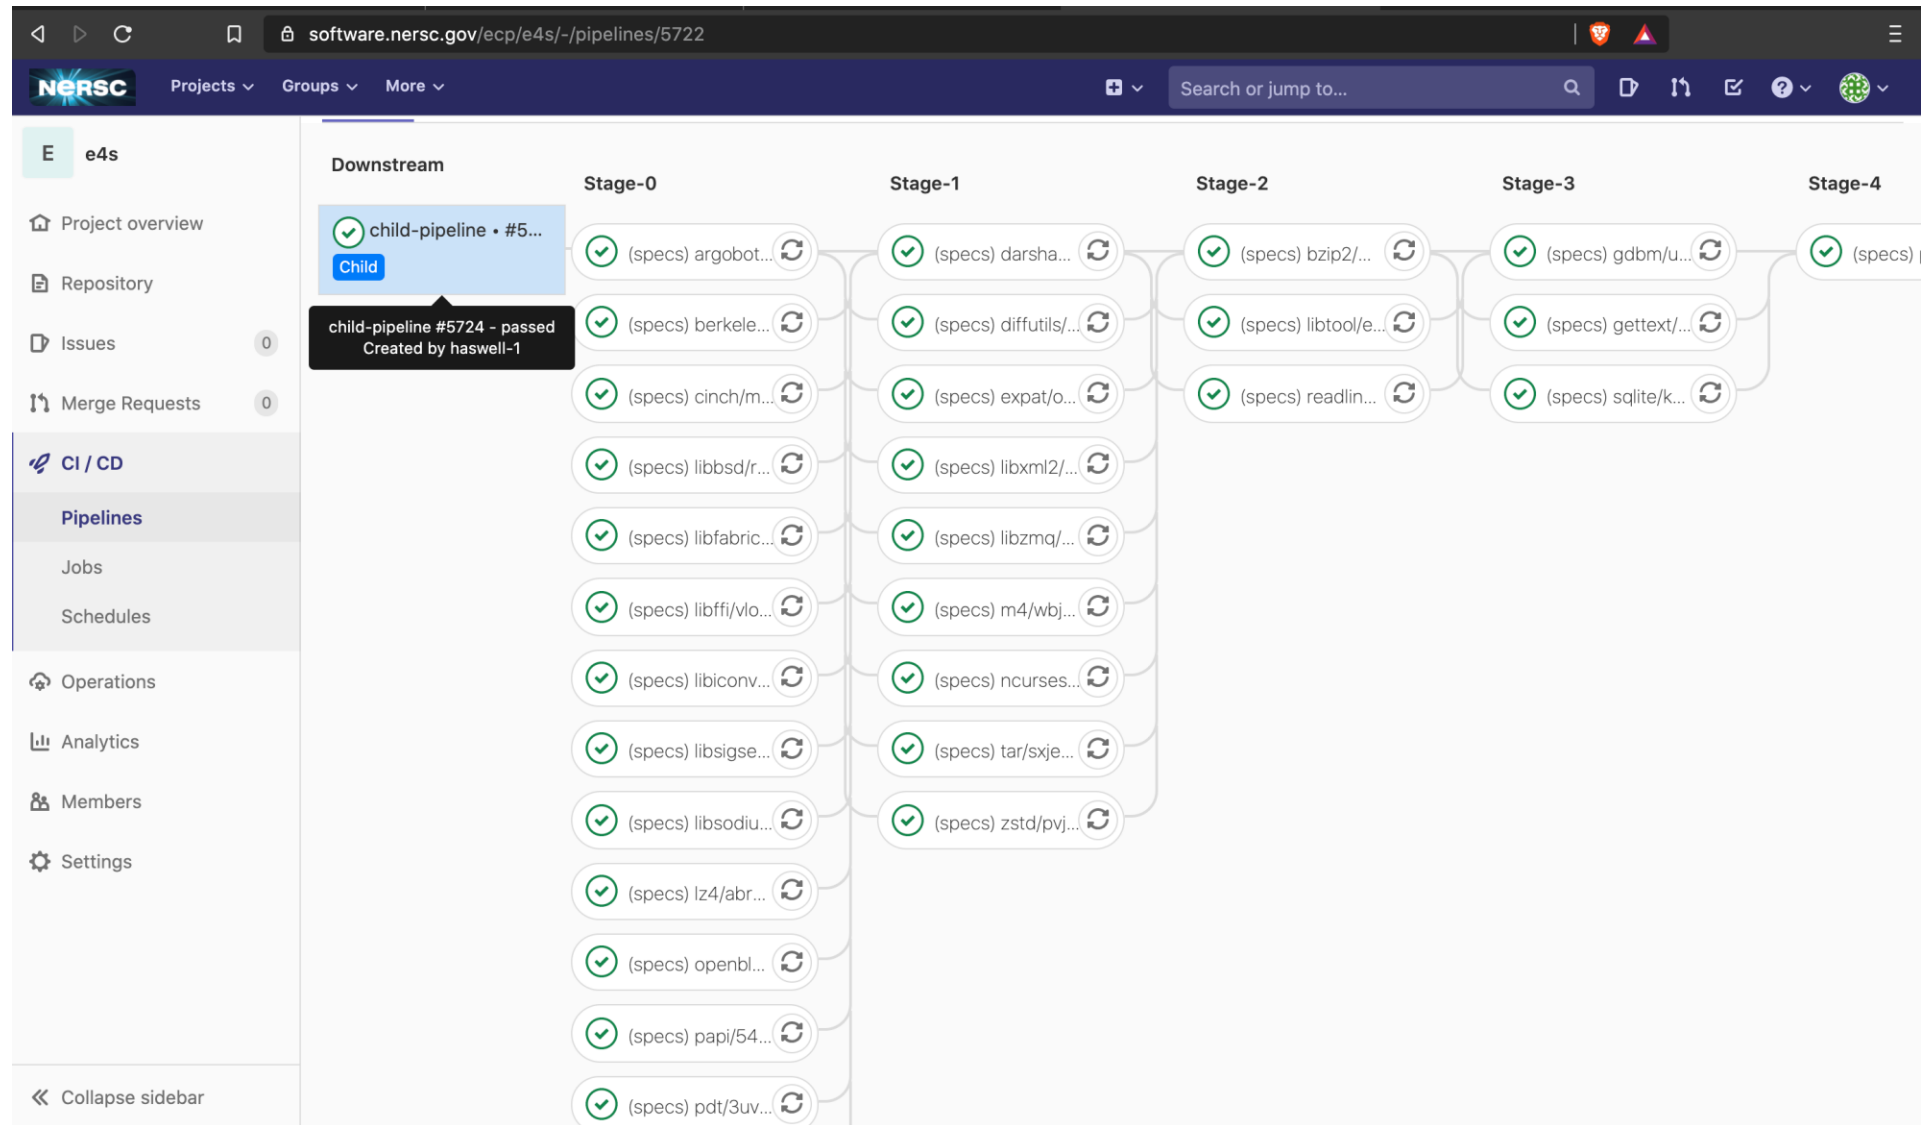 software.nersc.gov/ecp/e4s/-/pipelines/5722
NERSC
Projects
Groups
More
Search or jump to...
E
e4s
Project overview
Repository
Issues
0
Merge Requests
0
CI / CD
Pipelines
Jobs
Schedules
Operations
Analytics
Members
Settings
Collapse sidebar
Downstream
child-pipeline • #5...
Child
child-pipeline #5724 - passed
Created by haswell-1
Stage-0
(specs) argobot...
(specs) berkele...
(specs) cinch/m...
(specs) libbsd/r...
(specs) libfabric...
(specs) libffi/vlo...
(specs) libiconv...
(specs) libsigse...
(specs) libsodiu...
(specs) lz4/abr...
(specs) openbl...
(specs) papi/54...
(specs) pdt/3uv...
Stage-1
(specs) darsha...
(specs) diffutils/...
(specs) expat/o...
(specs) libxml2/...
(specs) libzmq/...
(specs) m4/wbj...
(specs) ncurses...
(specs) tar/sxje...
(specs) zstd/pvj...
Stage-2
(specs) bzip2/...
(specs) libtool/e...
(specs) readlin...
Stage-3
(specs) gdbm/u...
(specs) gettext/...
(specs) sqlite/k...
Stage-4
(specs)